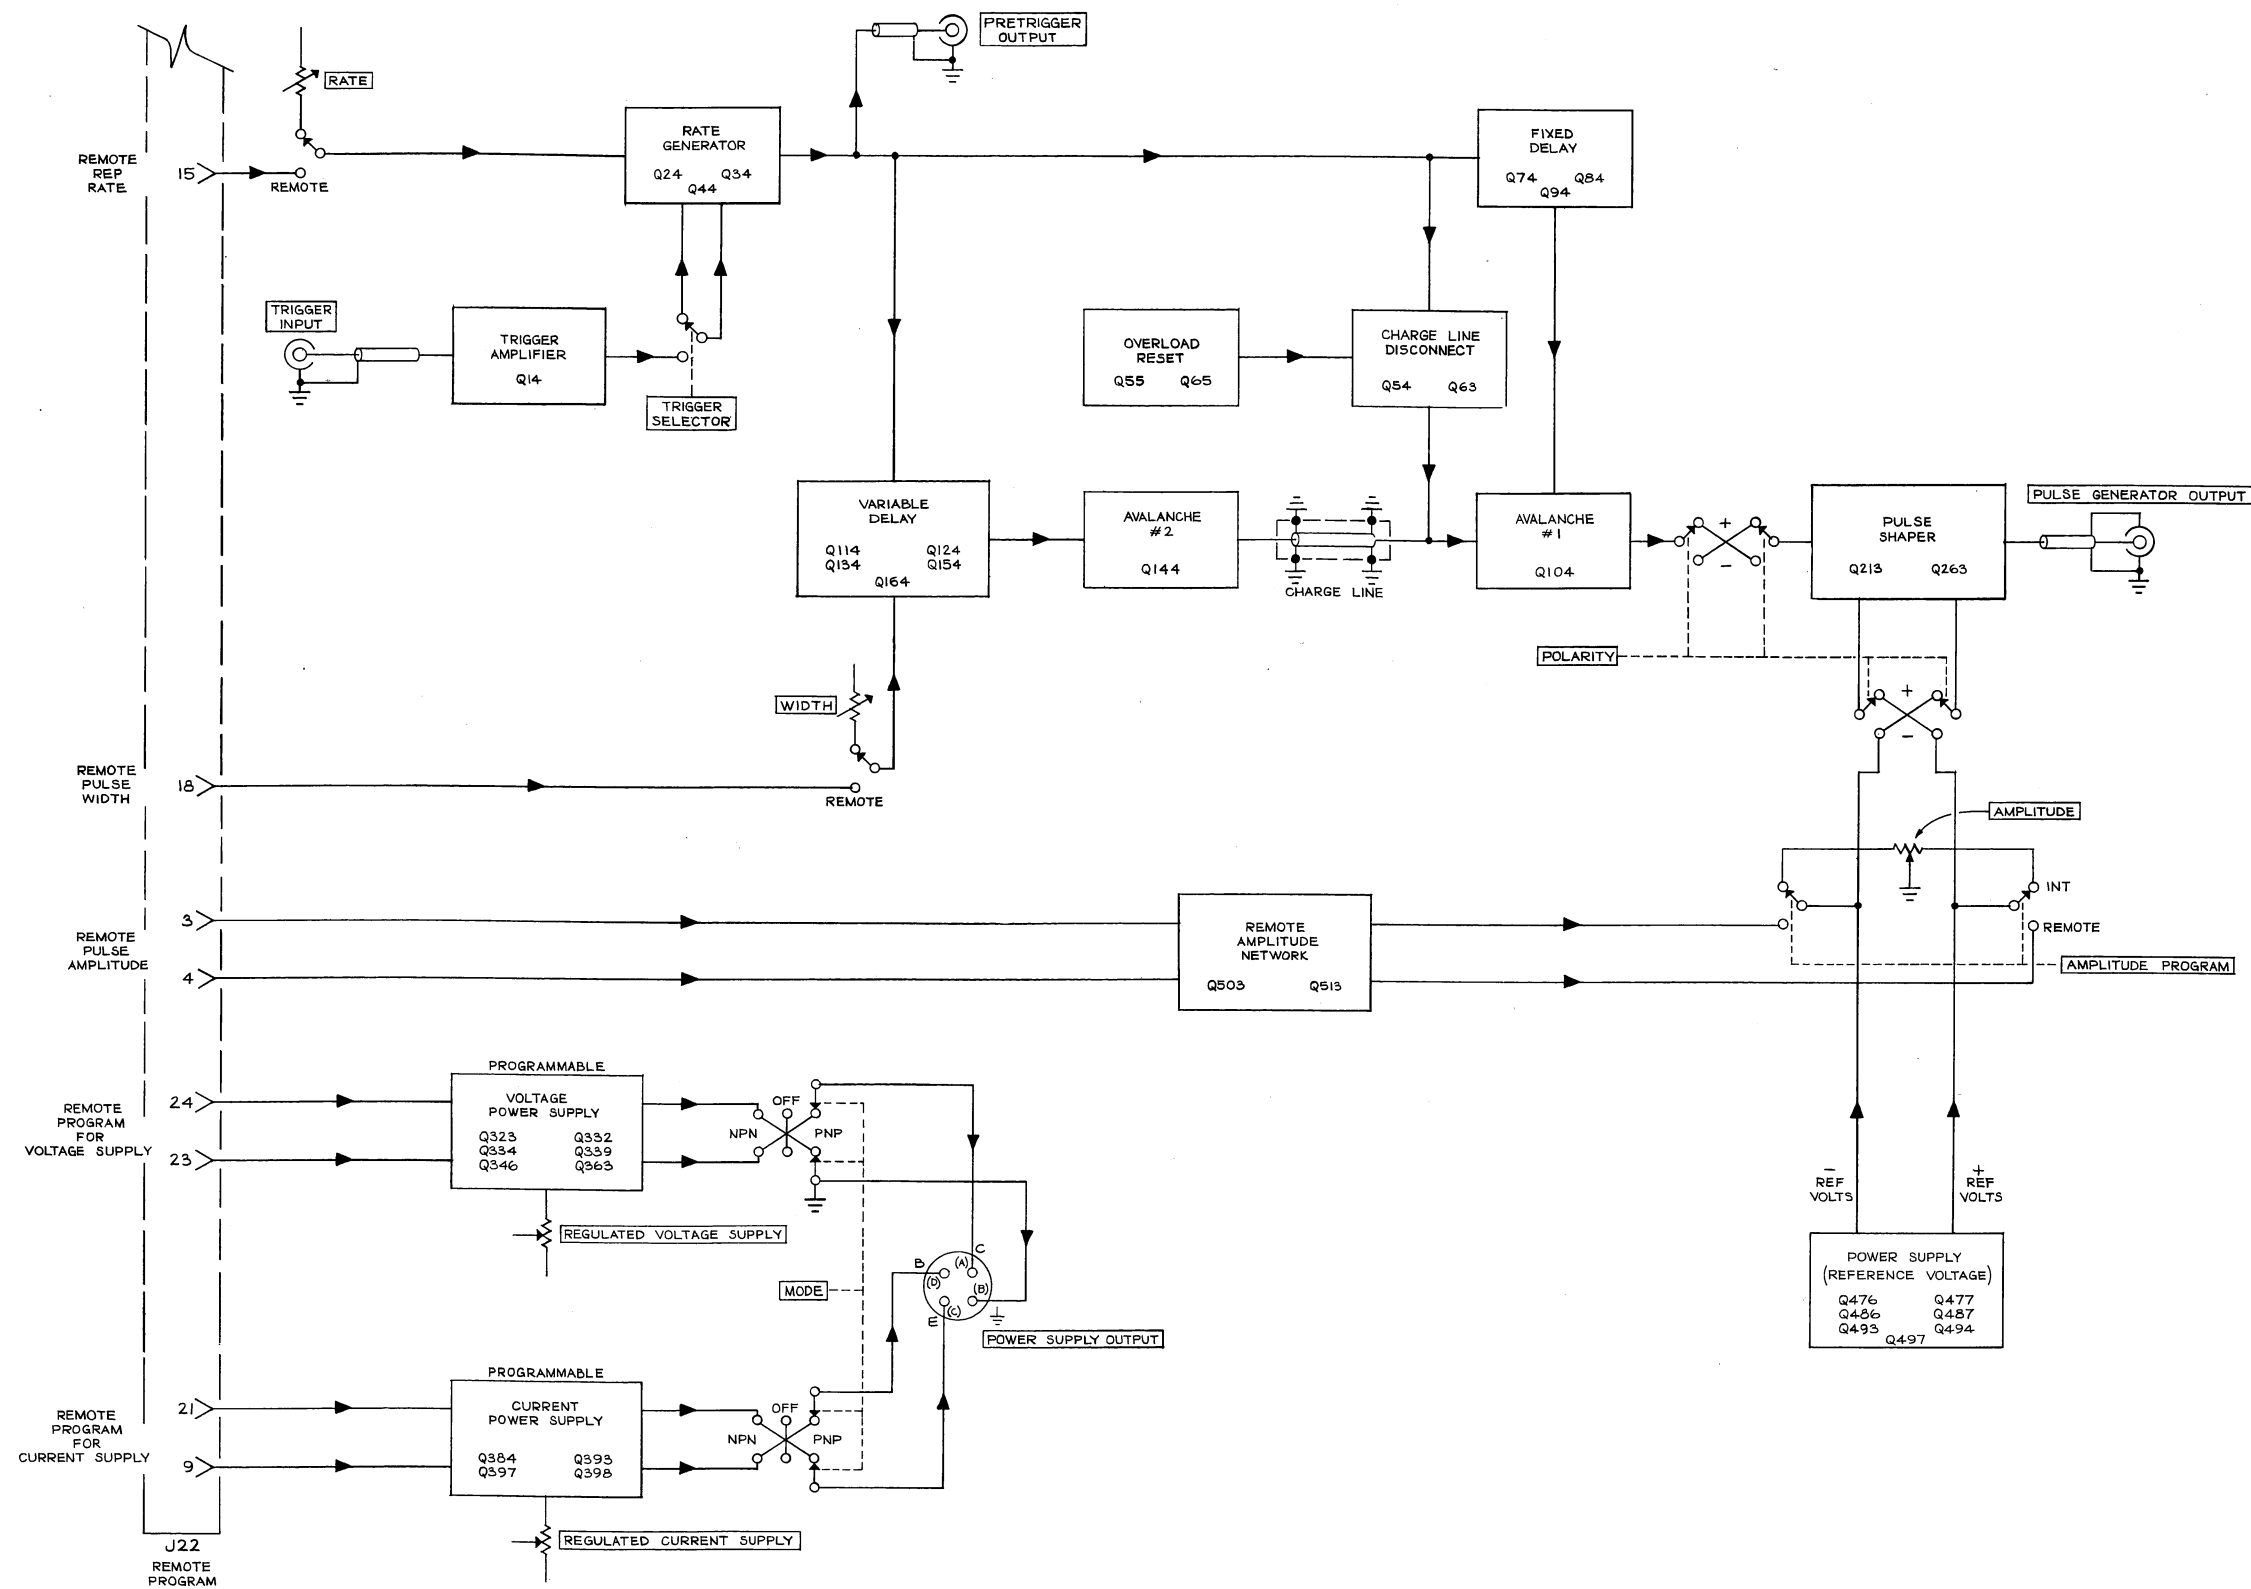 PRETRIGGER
OUTPUT
RATE
RATE
GENERATOR
Q24 Q34
Q44
FIXED
DELAY
Q74 Q84
Q94
REMOTE
REP
RATE
15
REMOTE
TRIGGER
INPUT
TRIGGER
AMPLIFIER
Q14
TRIGGER
SELECTOR
OVERLOAD
RESET
Q55 Q65
CHARGE LINE
DISCONNECT
Q54 Q63
VARIABLE
DELAY
Q114 Q124
Q134 Q154
Q164
AVALANCHE
#2
Q144
CHARGE LINE
AVALANCHE
#1
Q104
+
−
PULSE
SHAPER
Q213 Q263
PULSE GENERATOR OUTPUT
POLARITY
+
−
WIDTH
REMOTE
PULSE
WIDTH
18
REMOTE
AMPLITUDE
INT
REMOTE
AMPLITUDE PROGRAM
REMOTE
PULSE
AMPLITUDE
3
4
REMOTE
AMPLITUDE
NETWORK
Q503 Q513
REMOTE
PROGRAM
FOR
VOLTAGE SUPPLY
24
23
PROGRAMMABLE
VOLTAGE
POWER SUPPLY
Q323 Q332
Q334 Q339
Q346 Q363
OFF
NPN PNP
REGULATED VOLTAGE SUPPLY
MODE
B
C
(A)
(D)
(B)
(C)
E
POWER SUPPLY OUTPUT
−
REF
VOLTS
+
REF
VOLTS
POWER SUPPLY
(REFERENCE VOLTAGE)
Q476 Q477
Q486 Q487
Q493 Q494
Q497
REMOTE
PROGRAM
FOR
CURRENT SUPPLY
21
9
PROGRAMMABLE
CURRENT
POWER SUPPLY
Q384 Q393
Q397 Q398
OFF
NPN PNP
REGULATED CURRENT SUPPLY
J22
REMOTE
PROGRAM